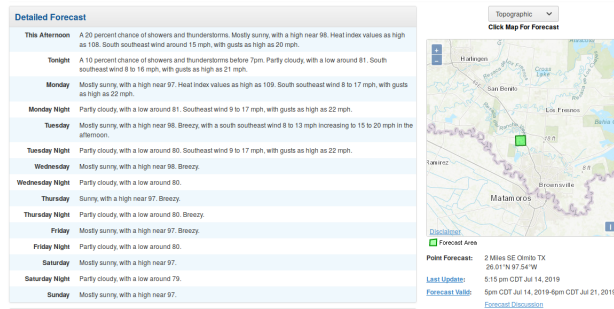 Detailed Forecast
This Afternoon A 20 percent chance of showers and thunderstorms. Mostly sunny, with a high near 98. Heat index values as high
as 108. South southeast wind around 15 mph, with gusts as high as 20 mph.
Tonight A 10 percent chance of showers and thunderstorms before 7pm. Partly cloudy, with a low around 81. South
southeast wind 8 to 16 mph, with gusts as high as 21 mph.
Monday Mostly sunny, with a high near 97. Heat index values as high as 109. South southeast wind 8 to 17 mph, with gusts
as high as 22 mph.
Monday Night Partly cloudy, with a low around 81. Southeast wind 9 to 17 mph, with gusts as high as 22 mph.
Tuesday Mostly sunny, with a high near 98. Breezy, with a south southeast wind 8 to 13 mph increasing to 15 to 20 mph in the
afternoon.
Tuesday Night Partly cloudy, with a low around 80. Southeast wind 9 to 17 mph, with gusts as high as 22 mph.
Wednesday Mostly sunny, with a high near 98. Breezy.
Wednesday Night Partly cloudy, with a low around 80.
Thursday Sunny, with a high near 97. Breezy.
Thursday Night Partly cloudy, with a low around 80. Breezy.
Friday Mostly sunny, with a high near 97. Breezy.
Friday Night Partly cloudy, with a low around 80.
Saturday Mostly sunny, with a high near 97.
Saturday Night Partly cloudy, with a low around 79.
Sunday Mostly sunny, with a high near 97.
Topographic
Click Map For Forecast
+
−
Harlingen
San Benito
Los Fresnos
Brownsville
Matamoros
Disclaimer
Forecast Area
Point Forecast: 2 Miles SE Olmito TX
26.01°N 97.54°W
Last Update: 5:15 pm CDT Jul 14, 2019
Forecast Valid: 5pm CDT Jul 14, 2019-6pm CDT Jul 21, 2019
Forecast Discussion